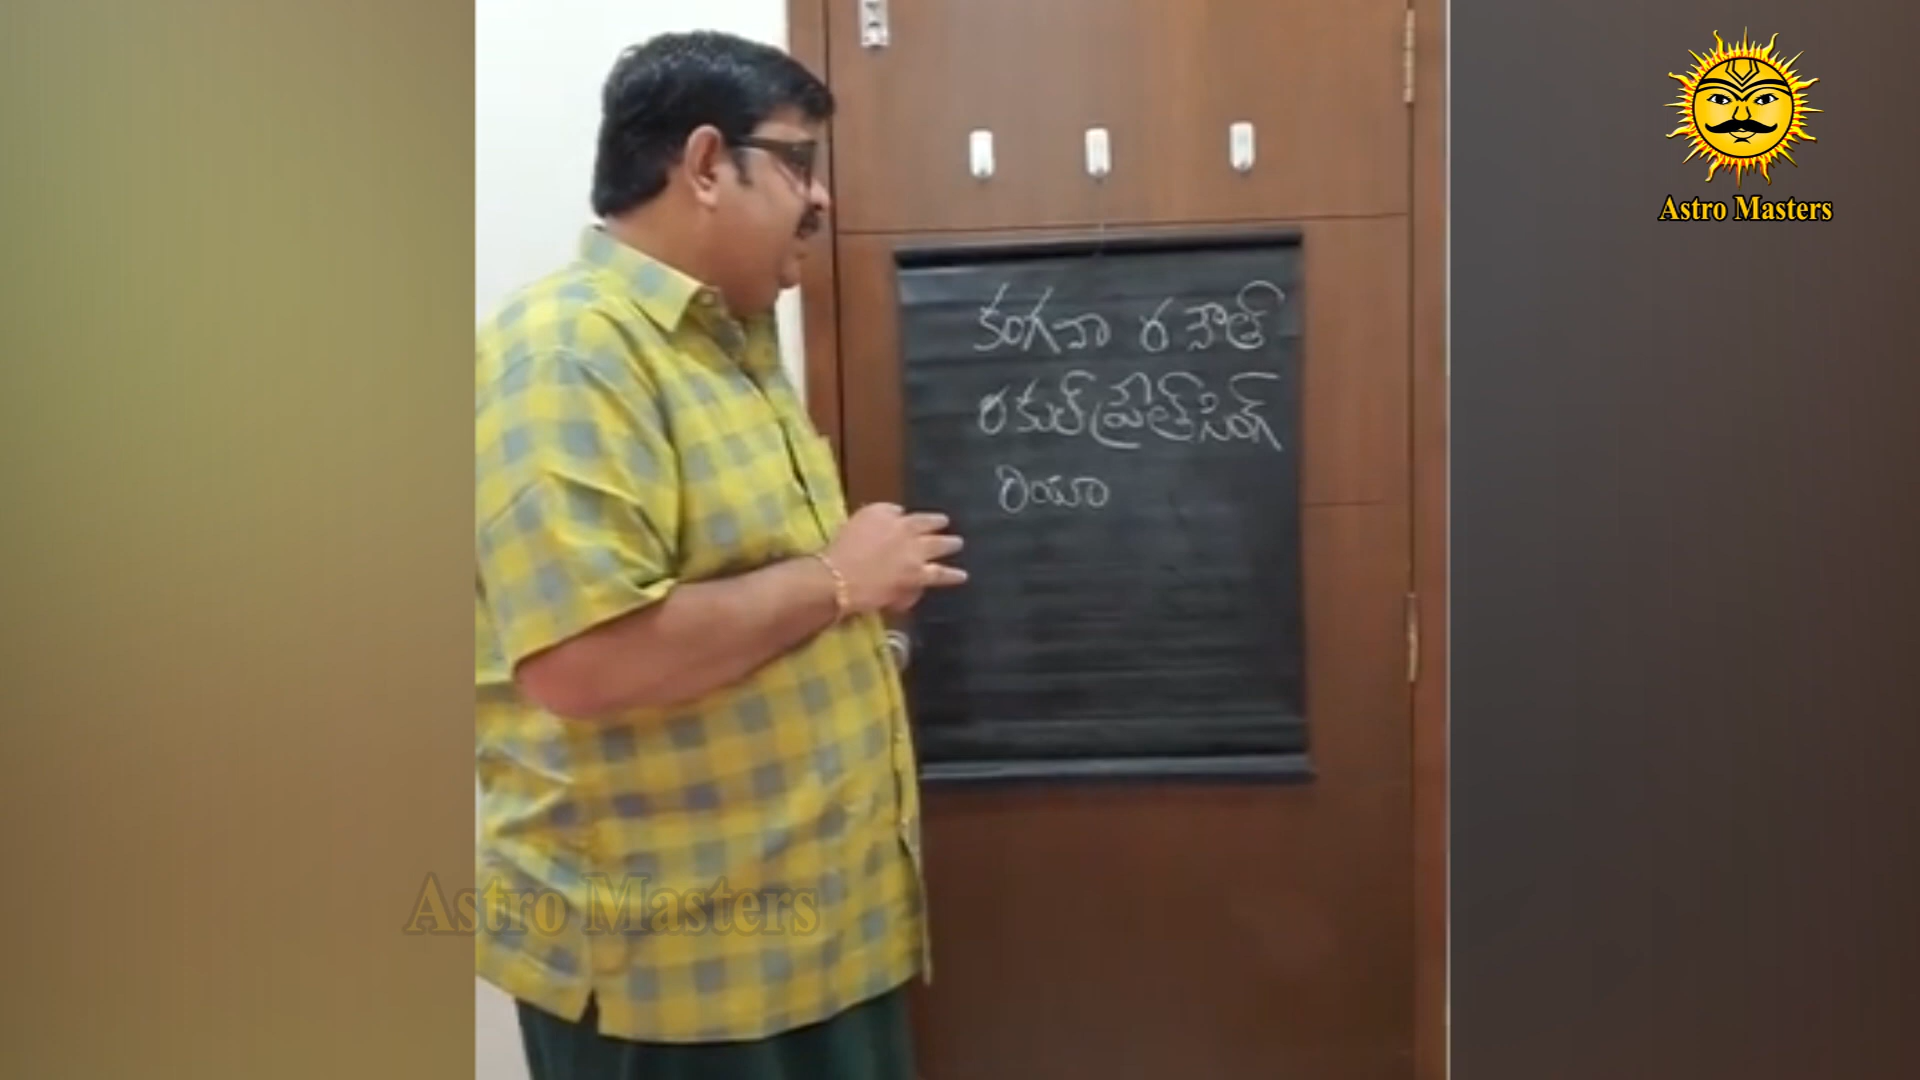 Astro Masters
కంగనా రనౌత్
రకుల్ ప్రీత్ సింగ్
రియా
Astro Masters